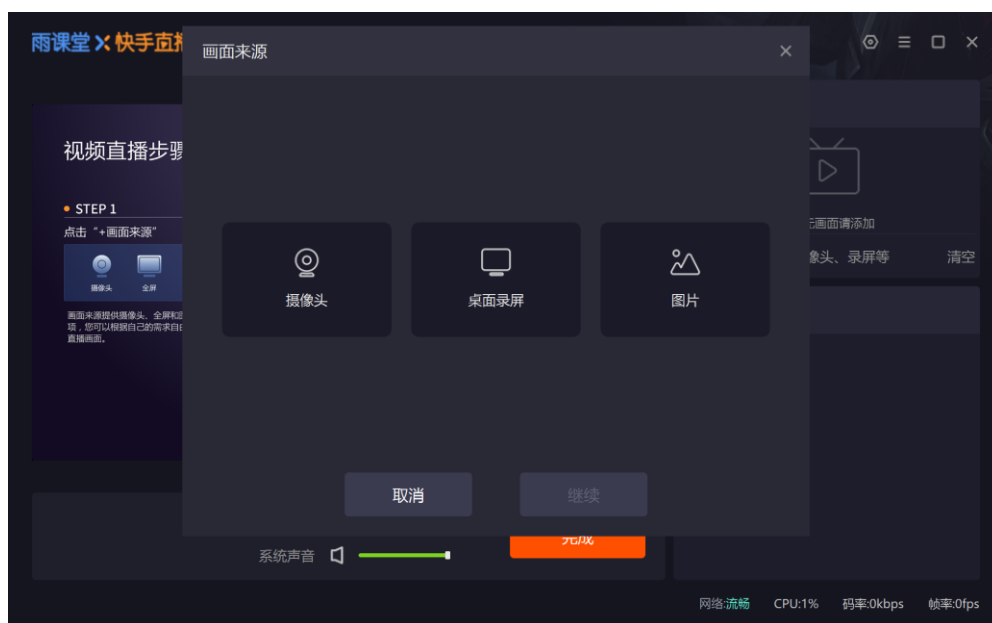 雨课堂 快手直播
画面来源
视频直播步骤
STEP 1
点击“+画面来源”
摄像头
全屏
画面来源提供摄像头、全屏和
项，您可以根据自己的需求自
直播画面。
摄像头
桌面录屏
图片
取消
继续
画面请添加
像头、录屏等
清空
系统声音
完成
网络:流畅 CPU:1% 码率:0kbps 帧率:0fps